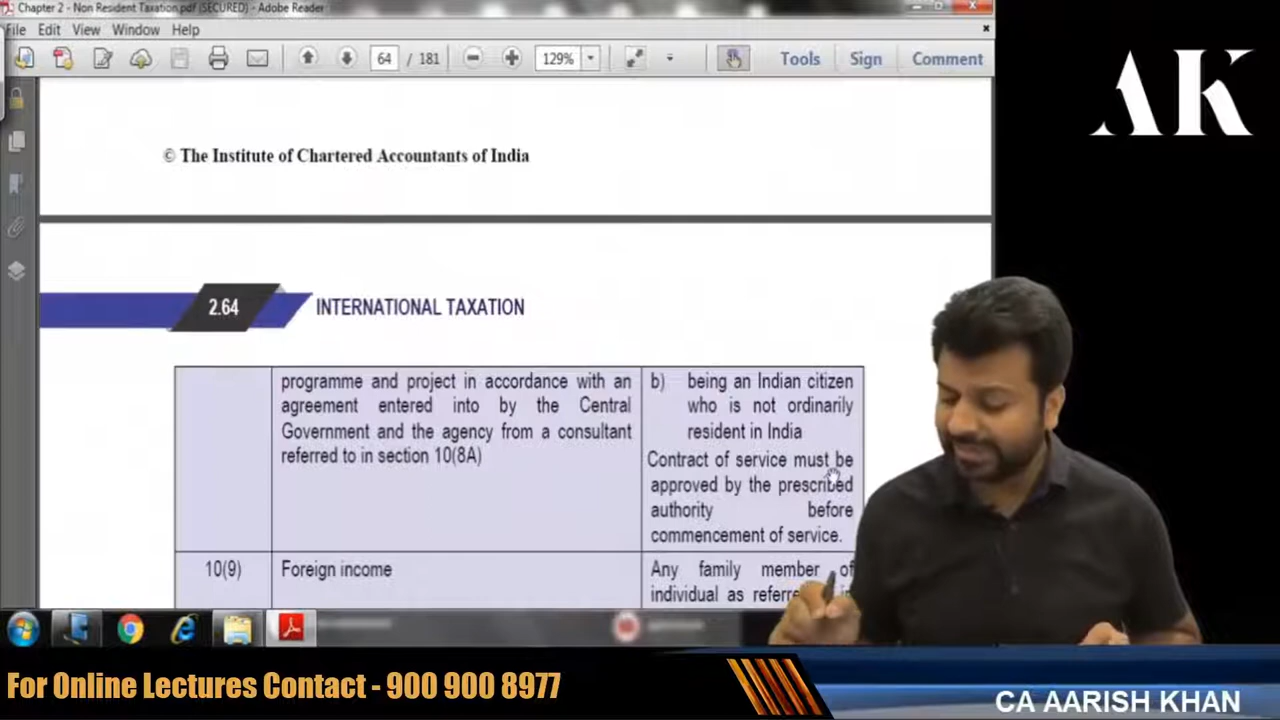 Chapter 2 - Non Resident Taxation.pdf (SECURED) - Adobe Reader
File Edit View Window Help
64 / 181 129% Tools Sign Comment
AK
© The Institute of Chartered Accountants of India
2.64 INTERNATIONAL TAXATION
programme and project in accordance with an
agreement entered into by the Central
Government and the agency from a consultant
referred to in section 10(8A)
b) being an Indian citizen
who is not ordinarily
resident in India
Contract of service must be
approved by the prescribed
authority before
commencement of service.
10(9) Foreign income
Any family member of
individual as
For Online Lectures Contact - 900 900 8977
CA AARISH KHAN